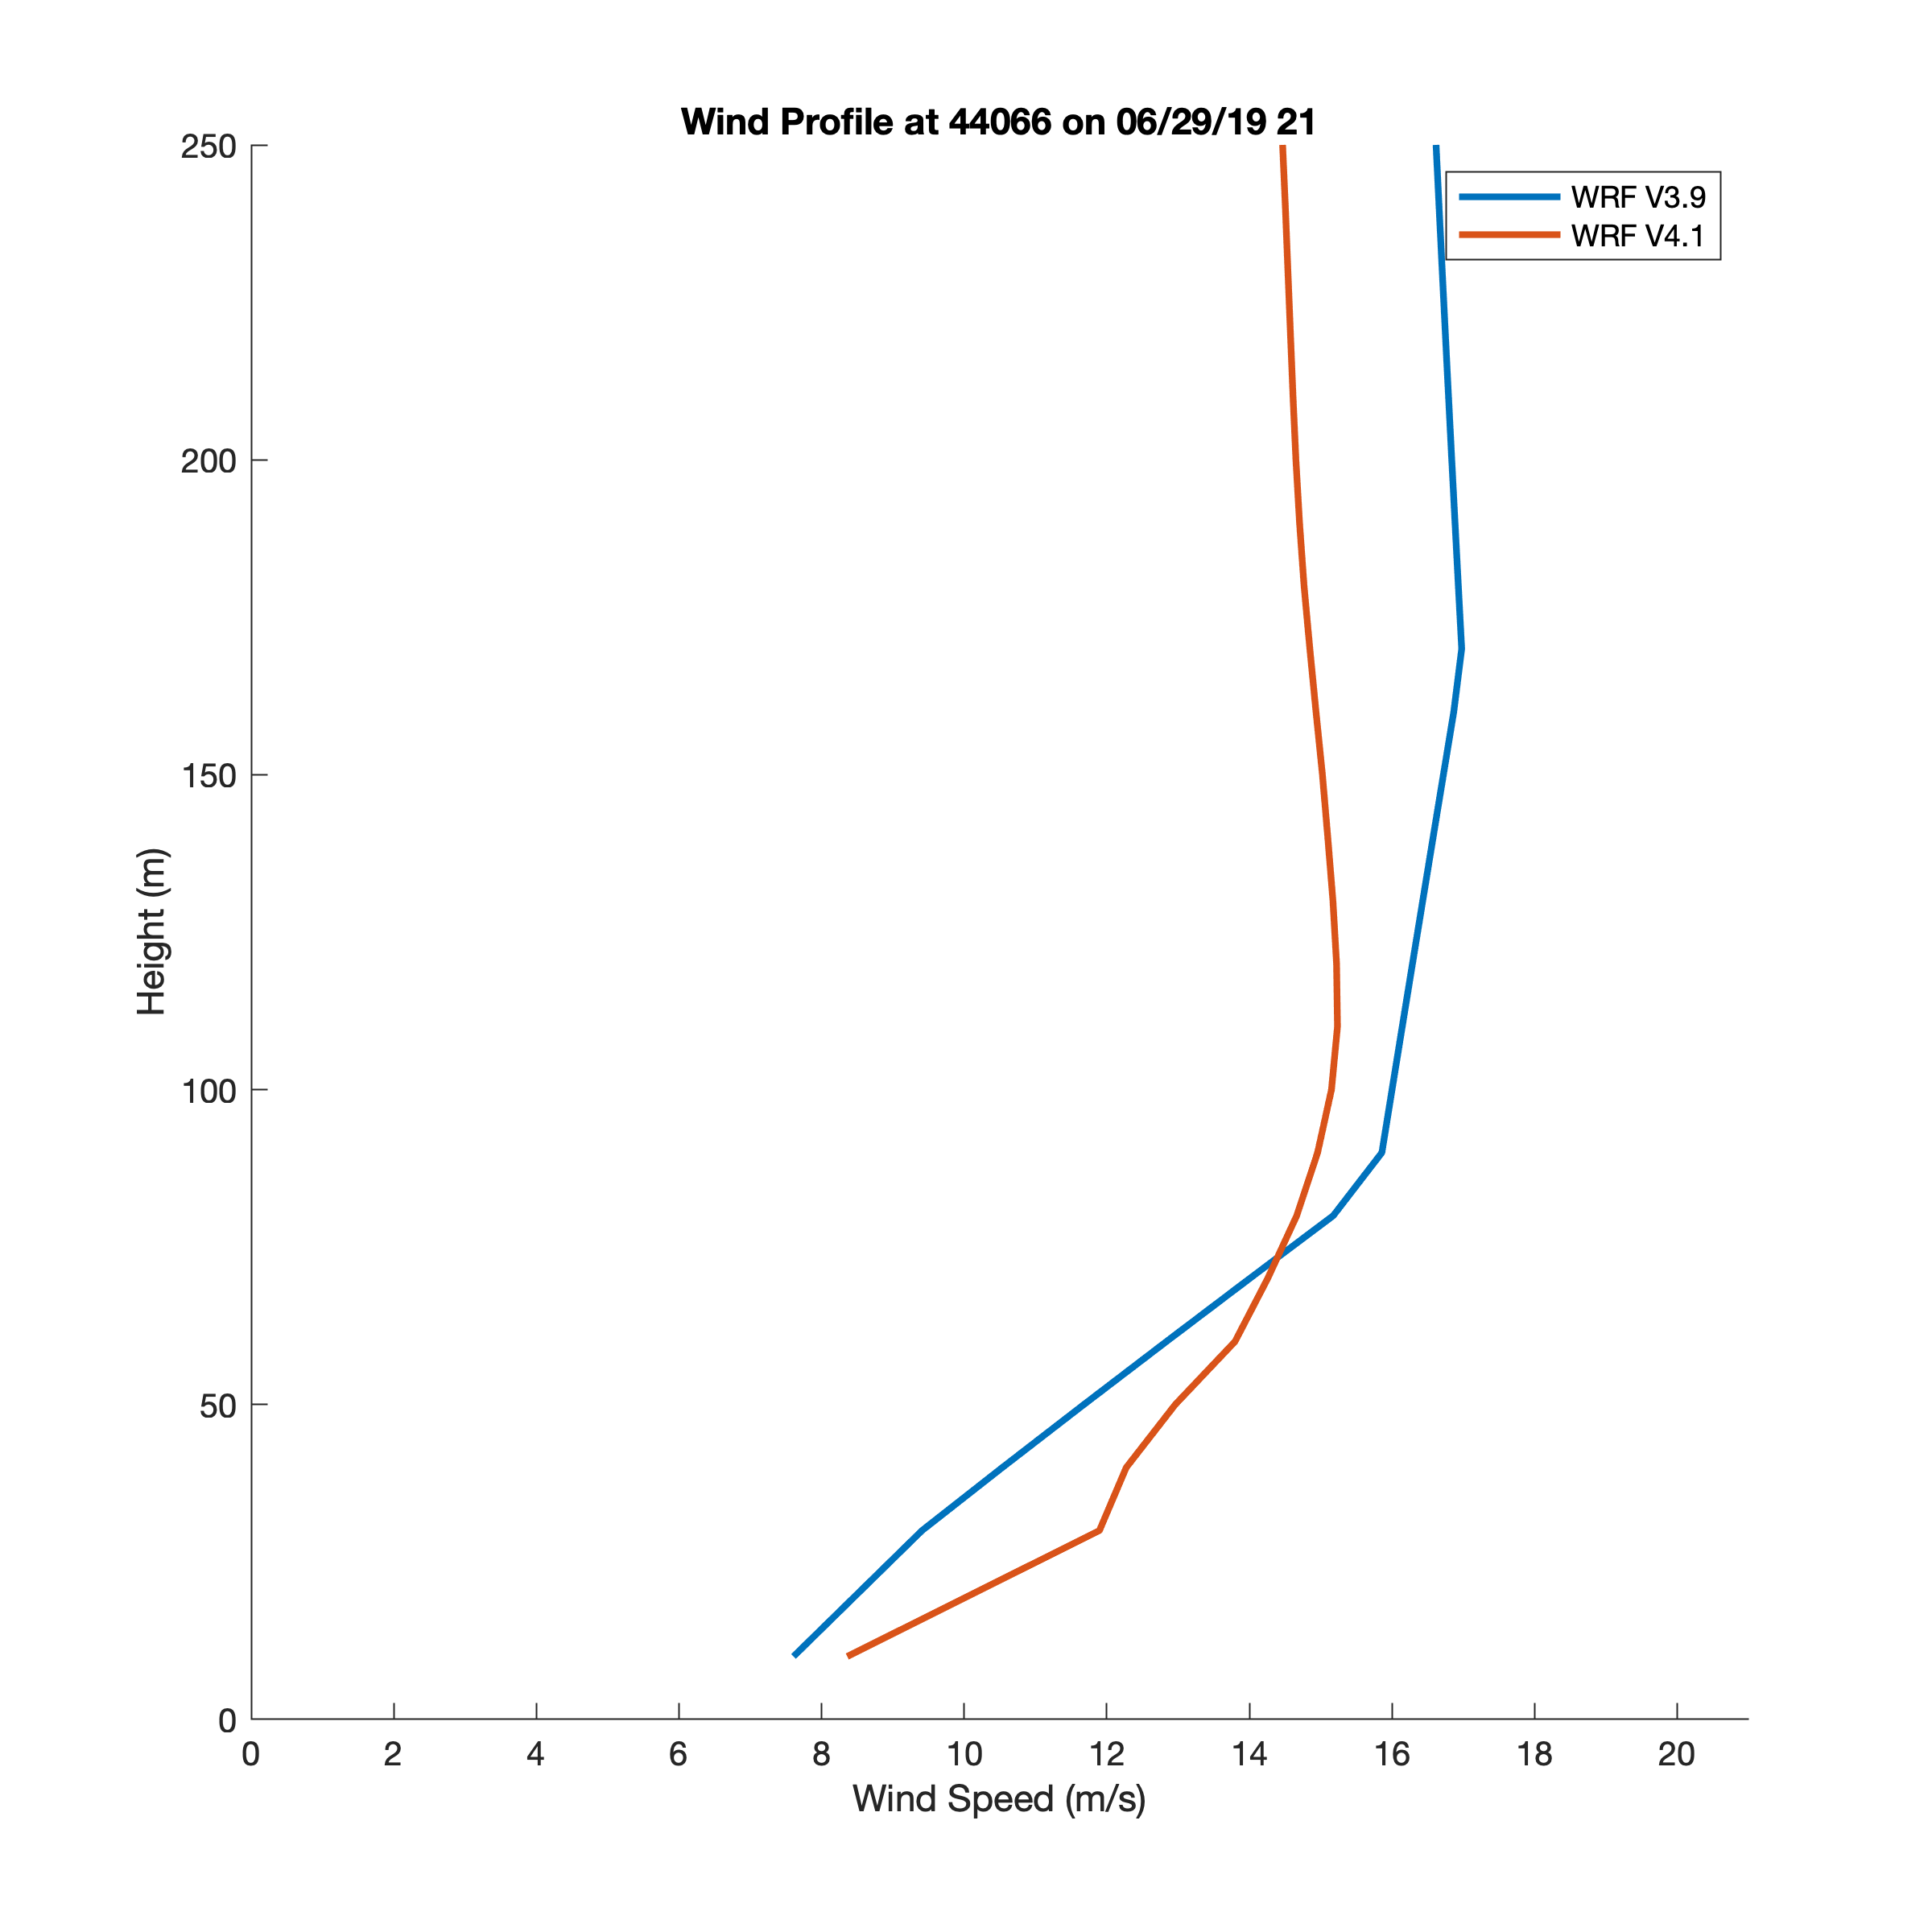 Wind Profile at 44066 on 06/29/19 21
250
200
150
100
50
0
Height (m)
WRF V3.9
WRF V4.1
0 2 4 6 8 10 12 14 16 18 20
Wind Speed (m/s)